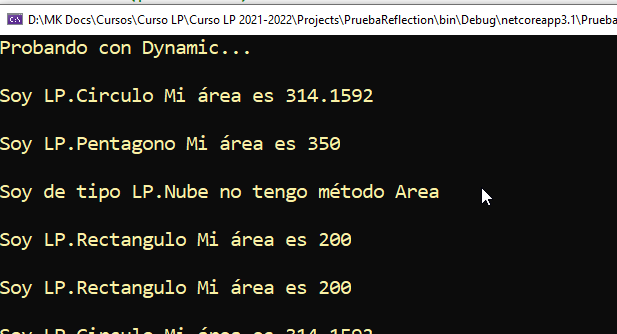 D:\MK Docs\Cursos\Curso LP\Curso LP 2021-2022\Projects\PruebaReflection\bin\Debug\netcoreapp3.1\Prueba
Probando con Dynamic...
Soy LP.Circulo Mi área es 314.1592
Soy LP.Pentagono Mi área es 350
Soy de tipo LP.Nube no tengo método Area
Soy LP.Rectangulo Mi área es 200
Soy LP.Rectangulo Mi área es 200
Soy LP.Circulo Mi área es 314.1592